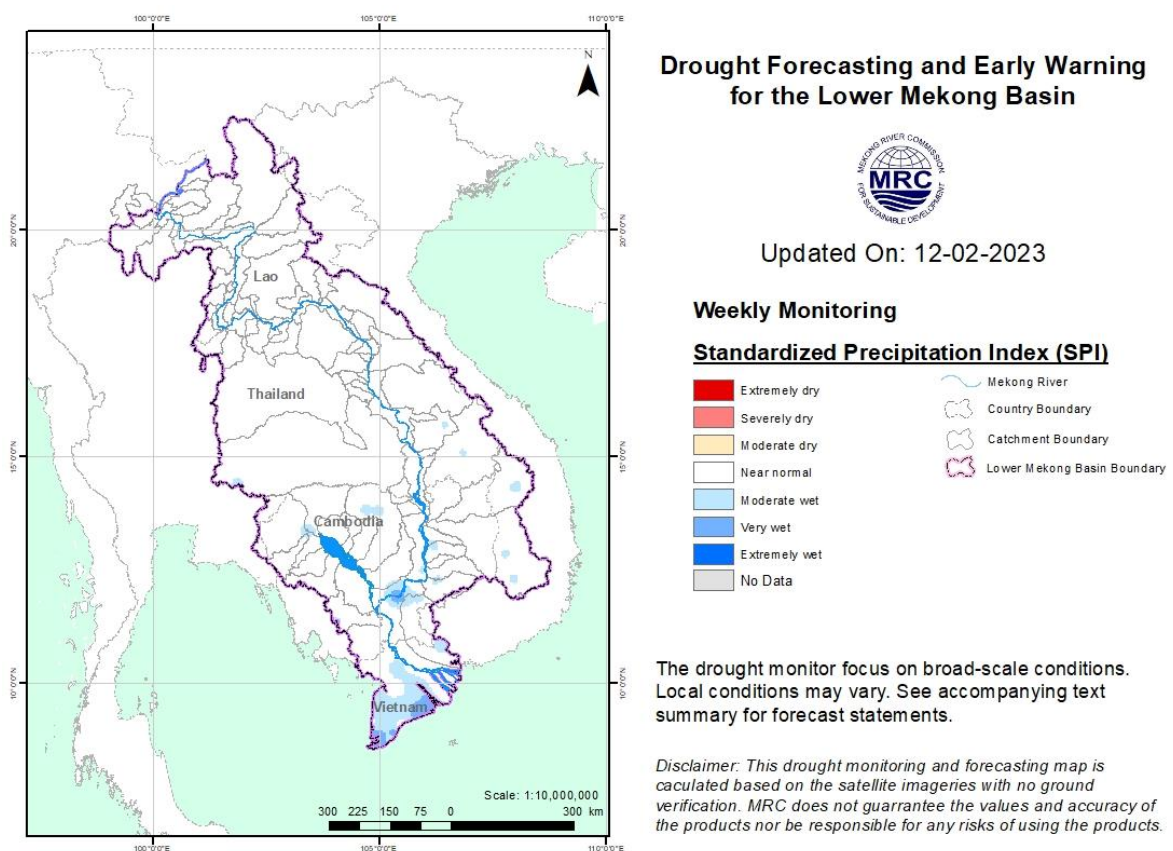 100°0'0"E 105°0'0"E 110°0'0"E
N
20°0'0"N 20°0'0"N
Lao
Thailand
15°0'0"N 15°0'0"N
Cambodia
10°0'0"N 10°0'0"N
Vietnam
Scale: 1:10,000,000
300 225 150 75 0 300 km
100°0'0"E 105°0'0"E 110°0'0"E
Drought Forecasting and Early Warning
for the Lower Mekong Basin
MEKONG RIVER COMMISSION
MRC
FOR SUSTAINABLE DEVELOPMENT
Updated On: 12-02-2023
Weekly Monitoring
Standardized Precipitation Index (SPI)
Extremely dry
Severely dry
Moderate dry
Near normal
Moderate wet
Very wet
Extremely wet
No Data
Mekong River
Country Boundary
Catchment Boundary
Lower Mekong Basin Boundary
The drought monitor focus on broad-scale conditions.
Local conditions may vary. See accompanying text
summary for forecast statements.
Disclaimer: This drought monitoring and forecasting map is
caculated based on the satellite imageries with no ground
verification. MRC does not guarrantee the values and accuracy of
the products nor be responsible for any risks of using the products.